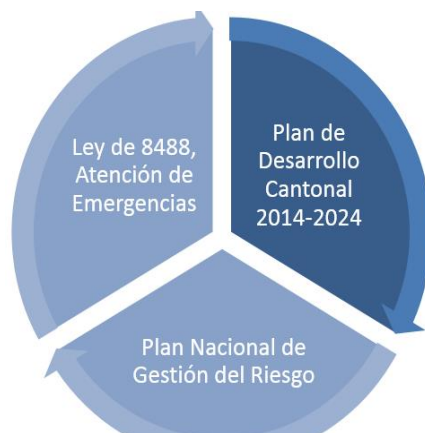 Ley de 8488,
Atención de
Emergencias
Plan de
Desarrollo
Cantonal
2014-2024
Plan Nacional de
Gestión del Riesgo